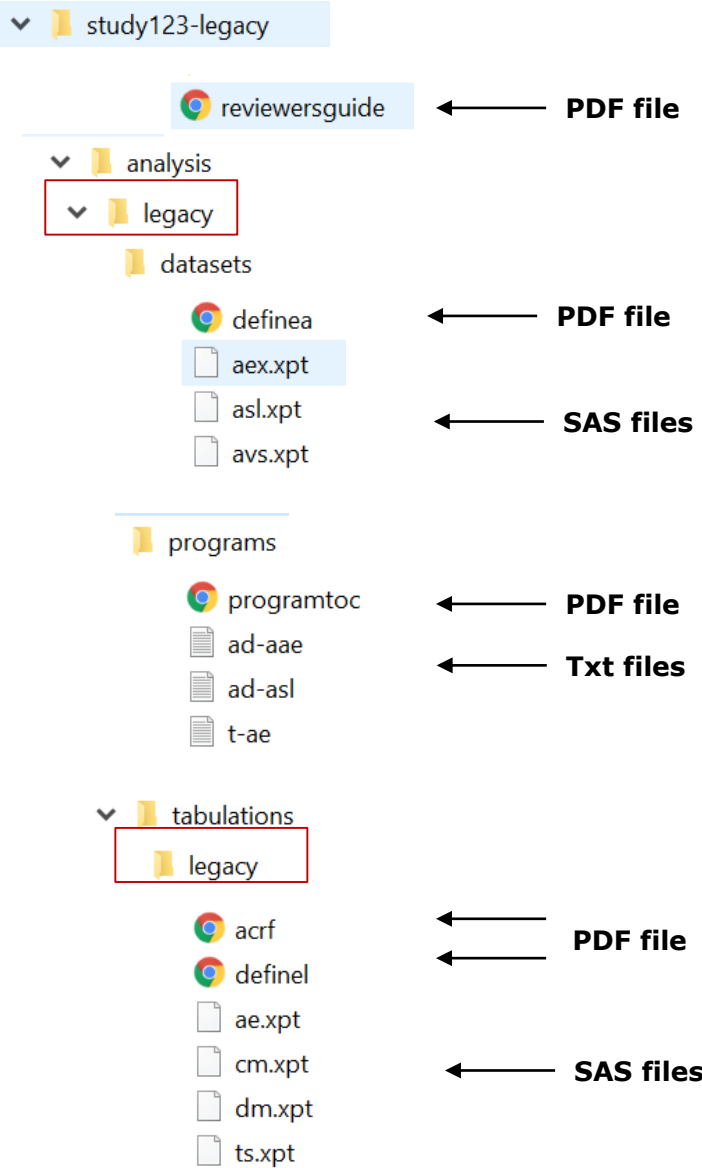 study123-legacy
reviewersguide PDF file
analysis
legacy
datasets
definea PDF file
aex.xpt
asl.xpt SAS files
avs.xpt
programs
programtoc PDF file
ad-aae
ad-asl Txt files
t-ae
tabulations
legacy
acrf PDF file
definel
ae.xpt
cm.xpt SAS files
dm.xpt
ts.xpt